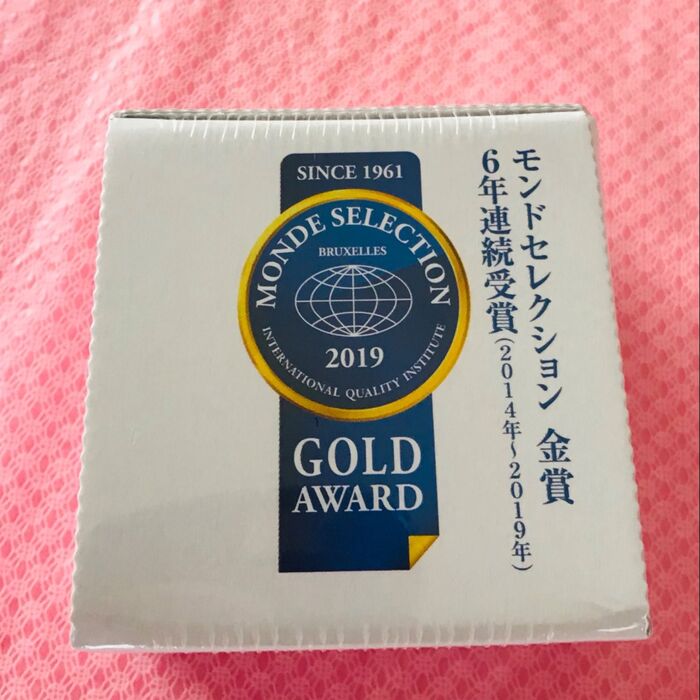 SINCE 1961
MONDE SELECTION
BRUXELLES
2019
INTERNATIONAL QUALITY INSTITUTE
GOLD
AWARD
モンドセレクション 金賞
6年連続受賞(2014年~2019年)